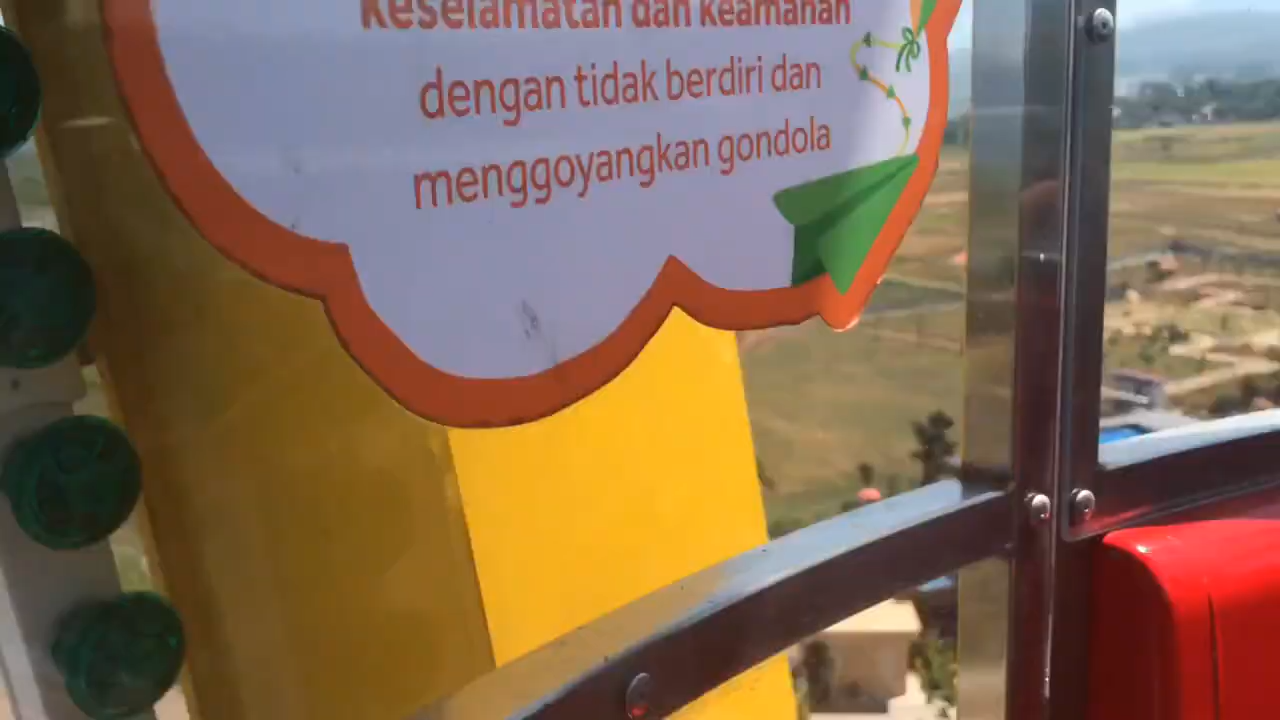 keselamatan dan keamanan
dengan tidak berdiri dan
menggoyangkan gondola